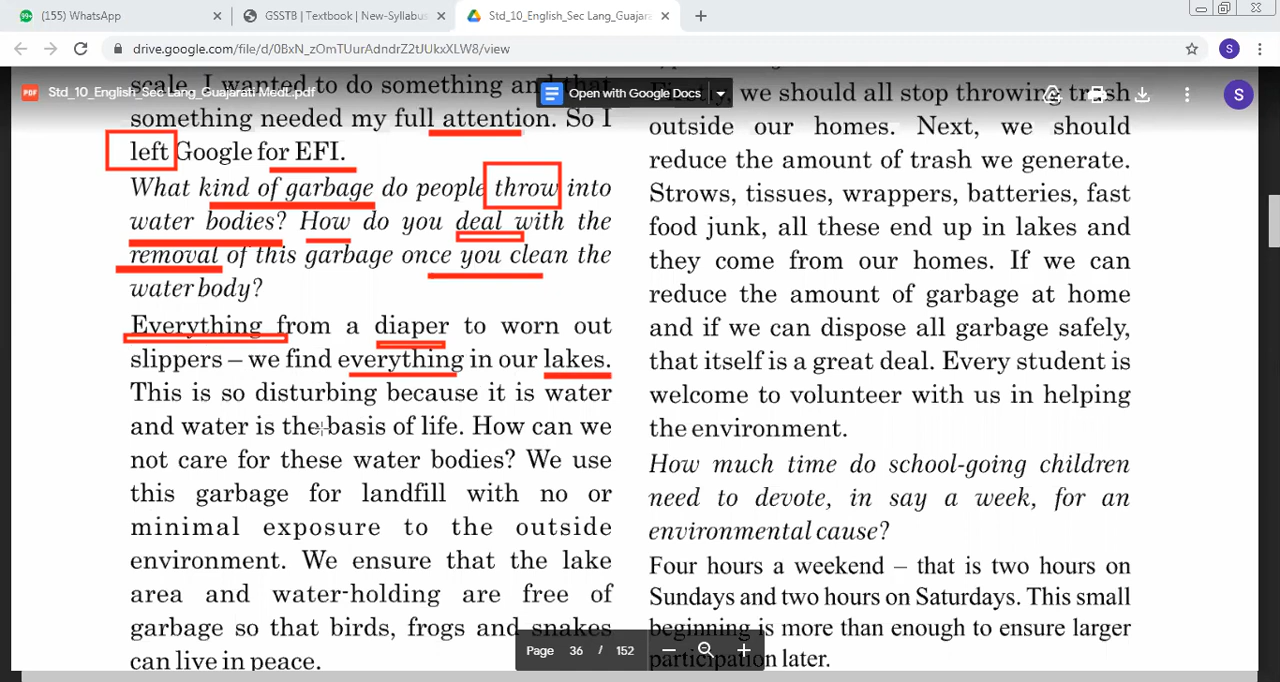 (155) WhatsApp
GSSTB | Textbook | New-Syllabus
Std_10_English_Sec Lang_Guajara
drive.google.com/file/d/0BxN_zOmTUurAdndrZ2tJUkxXLW8/view
S
Std_10_English_Sec Lang_Guajarati Med1.pdf
Open with Google Docs
S
scale. I wanted to do something and that
something needed my full attention. So I
left Google for EFI.
What kind of garbage do people throw into
water bodies? How do you deal with the
removal of this garbage once you clean the
water body?
Everything from a diaper to worn out
slippers – we find everything in our lakes.
This is so disturbing because it is water
and water is the basis of life. How can we
not care for these water bodies? We use
this garbage for landfill with no or
minimal exposure to the outside
environment. We ensure that the lake
area and water-holding are free of
garbage so that birds, frogs and snakes
can live in peace.
Firstly, we should all stop throwing trash
outside our homes. Next, we should
reduce the amount of trash we generate.
Strows, tissues, wrappers, batteries, fast
food junk, all these end up in lakes and
they come from our homes. If we can
reduce the amount of garbage at home
and if we can dispose all garbage safely,
that itself is a great deal. Every student is
welcome to volunteer with us in helping
the environment.
How much time do school-going children
need to devote, in say a week, for an
environmental cause?
Four hours a weekend – that is two hours on
Sundays and two hours on Saturdays. This small
beginning is more than enough to ensure larger
participation later.
Page 36 / 152